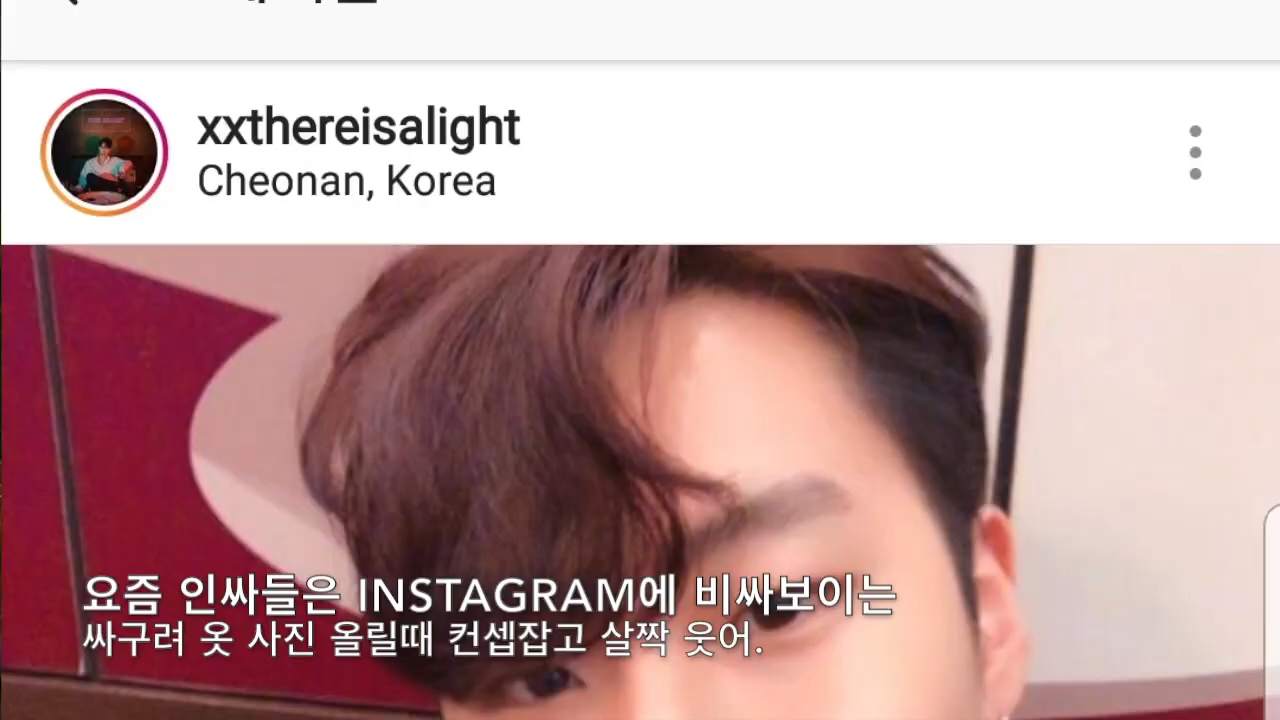 xxthereisalight
Cheonan, Korea
요즘 인싸들은 INSTAGRAM에 비싸보이는
싸구려 옷 사진 올릴때 컨셉잡고 살짝 웃어.